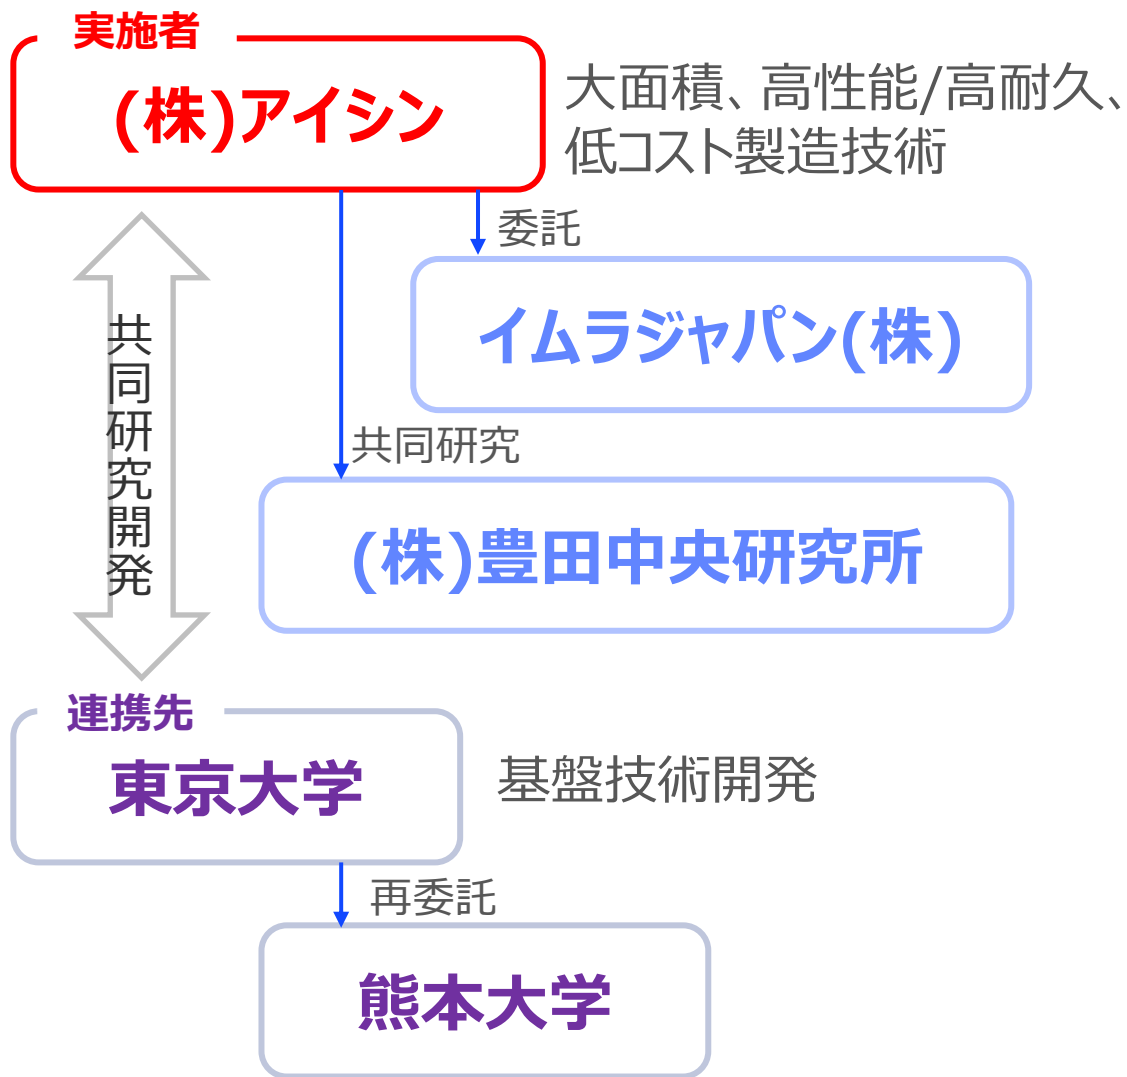 実施者
(株)アイシン
大面積、高性能/高耐久、
低コスト製造技術
委託
イムラジャパン(株)
共同研究開発
共同研究
(株)豊田中央研究所
連携先
東京大学
基盤技術開発
再委託
熊本大学